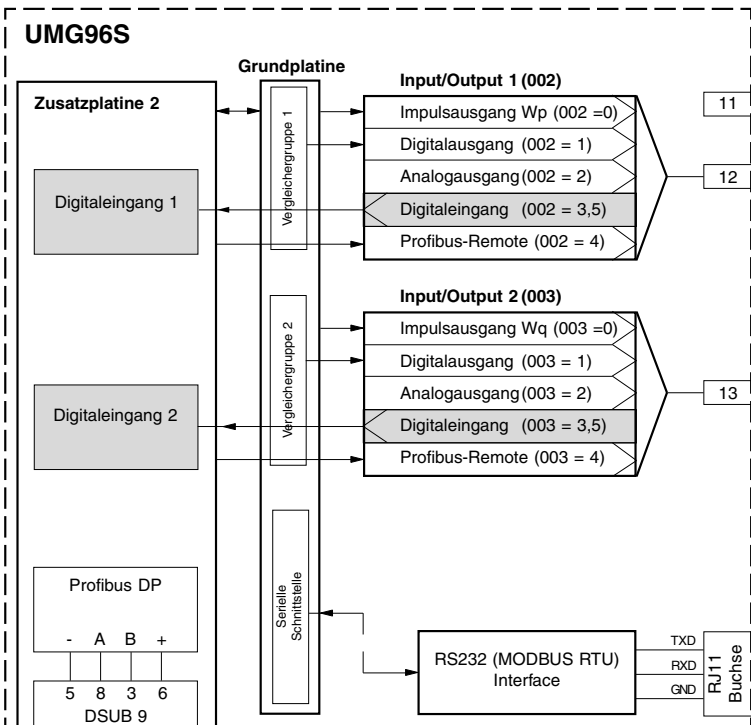 UMG96S
Grundplatine
Zusatzplatine 2
Digitaleingang 1
Digitaleingang 2
Profibus DP
- A B +
5 8 3 6
DSUB 9
Vergleichergruppe 1
Vergleichergruppe 2
Serielle
Schnittstelle
Input/Output 1 (002)
Impulsausgang Wp (002 =0)
Digitalausgang (002 = 1)
Analogausgang(002 = 2)
Digitaleingang (002 = 3,5)
Profibus-Remote (002 = 4)
11
12
Input/Output 2 (003)
Impulsausgang Wq (003 =0)
Digitalausgang (003 = 1)
Analogausgang (003 = 2)
Digitaleingang (003 = 3,5)
Profibus-Remote (003 = 4)
13
RS232 (MODBUS RTU)
Interface
TXD
RXD
GND
RJ11
Buchse